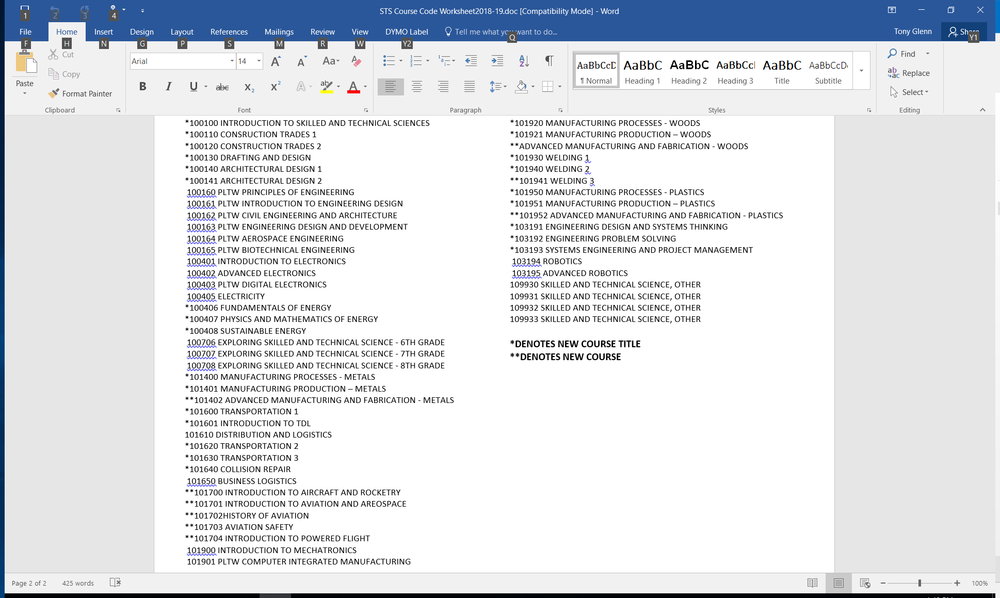 STS Course Code Worksheet2018-19.doc [Compatibility Mode] - Word
1 2 3 4
File Home Insert Design Layout References Mailings Review View DYMO Label Tell me what you want to do... Tony Glenn Share
F H N G P S M R W Y2 Q Y1
Paste
Cut
Copy
Format Painter
Clipboard
Arial 14
Font
Paragraph
AaBbCcD AaBbC AaBbC AaBbCcI AaBbC AaBbCcD
¶ Normal Heading 1 Heading 2 Heading 3 Title Subtitle
Styles
Find
Replace
Select
Editing
*100100 INTRODUCTION TO SKILLED AND TECHNICAL SCIENCES
*100110 CONSRUCTION TRADES 1
*100120 CONSTRUCTION TRADES 2
*100130 DRAFTING AND DESIGN
*100140 ARCHITECTURAL DESIGN 1
*100141 ARCHITECTURAL DESIGN 2
100160 PLTW PRINCIPLES OF ENGINEERING
100161 PLTW INTRODUCTION TO ENGINEERING DESIGN
100162 PLTW CIVIL ENGINEERING AND ARCHITECTURE
100163 PLTW ENGINEERING DESIGN AND DEVELOPMENT
100164 PLTW AEROSPACE ENGINEERING
100165 PLTW BIOTECHNICAL ENGINEERING
100401 INTRODUCTION TO ELECTRONICS
100402 ADVANCED ELECTRONICS
100403 PLTW DIGITAL ELECTRONICS
100405 ELECTRICITY
*100406 FUNDAMENTALS OF ENERGY
*100407 PHYSICS AND MATHEMATICS OF ENERGY
*100408 SUSTAINABLE ENERGY
100706 EXPLORING SKILLED AND TECHNICAL SCIENCE - 6TH GRADE
100707 EXPLORING SKILLED AND TECHNICAL SCIENCE - 7TH GRADE
100708 EXPLORING SKILLED AND TECHNICAL SCIENCE - 8TH GRADE
*101400 MANUFACTURING PROCESSES - METALS
*101401 MANUFACTURING PRODUCTION – METALS
**101402 ADVANCED MANUFACTURING AND FABRICATION - METALS
*101600 TRANSPORTATION 1
*101601 INTRODUCTION TO TDL
101610 DISTRIBUTION AND LOGISTICS
*101620 TRANSPORTATION 2
*101630 TRANSPORTATION 3
*101640 COLLISION REPAIR
101650 BUSINESS LOGISTICS
**101700 INTRODUCTION TO AIRCRAFT AND ROCKETRY
**101701 INTRODUCTION TO AVIATION AND AREOSPACE
**101702HISTORY OF AVIATION
**101703 AVIATION SAFETY
**101704 INTRODUCTION TO POWERED FLIGHT
101900 INTRODUCTION TO MECHATRONICS
101901 PLTW COMPUTER INTEGRATED MANUFACTURING
*101920 MANUFACTURING PROCESSES - WOODS
*101921 MANUFACTURING PRODUCTION – WOODS
**ADVANCED MANUFACTURING AND FABRICATION - WOODS
*101930 WELDING 1
*101940 WELDING 2
**101941 WELDING 3
*101950 MANUFACTURING PROCESSES - PLASTICS
*101951 MANUFACTURING PRODUCTION – PLASTICS
**101952 ADVANCED MANUFACTURING AND FABRICATION - PLASTICS
*103191 ENGINEERING DESIGN AND SYSTEMS THINKING
*103192 ENGINEERING PROBLEM SOLVING
*103193 SYSTEMS ENGINEERING AND PROJECT MANAGEMENT
103194 ROBOTICS
103195 ADVANCED ROBOTICS
109930 SKILLED AND TECHNICAL SCIENCE, OTHER
109931 SKILLED AND TECHNICAL SCIENCE, OTHER
109932 SKILLED AND TECHNICAL SCIENCE, OTHER
109933 SKILLED AND TECHNICAL SCIENCE, OTHER
*DENOTES NEW COURSE TITLE
**DENOTES NEW COURSE
Page 2 of 2 425 words 100%